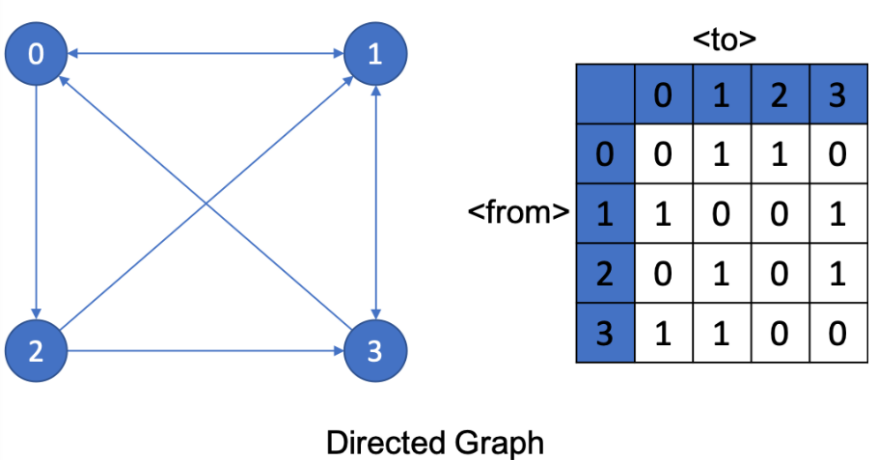 0 1
2 3
<to>
0 1 2 3
0 0 1 1 0
<from> 1 1 0 0 1
2 0 1 0 1
3 1 1 0 0
Directed Graph